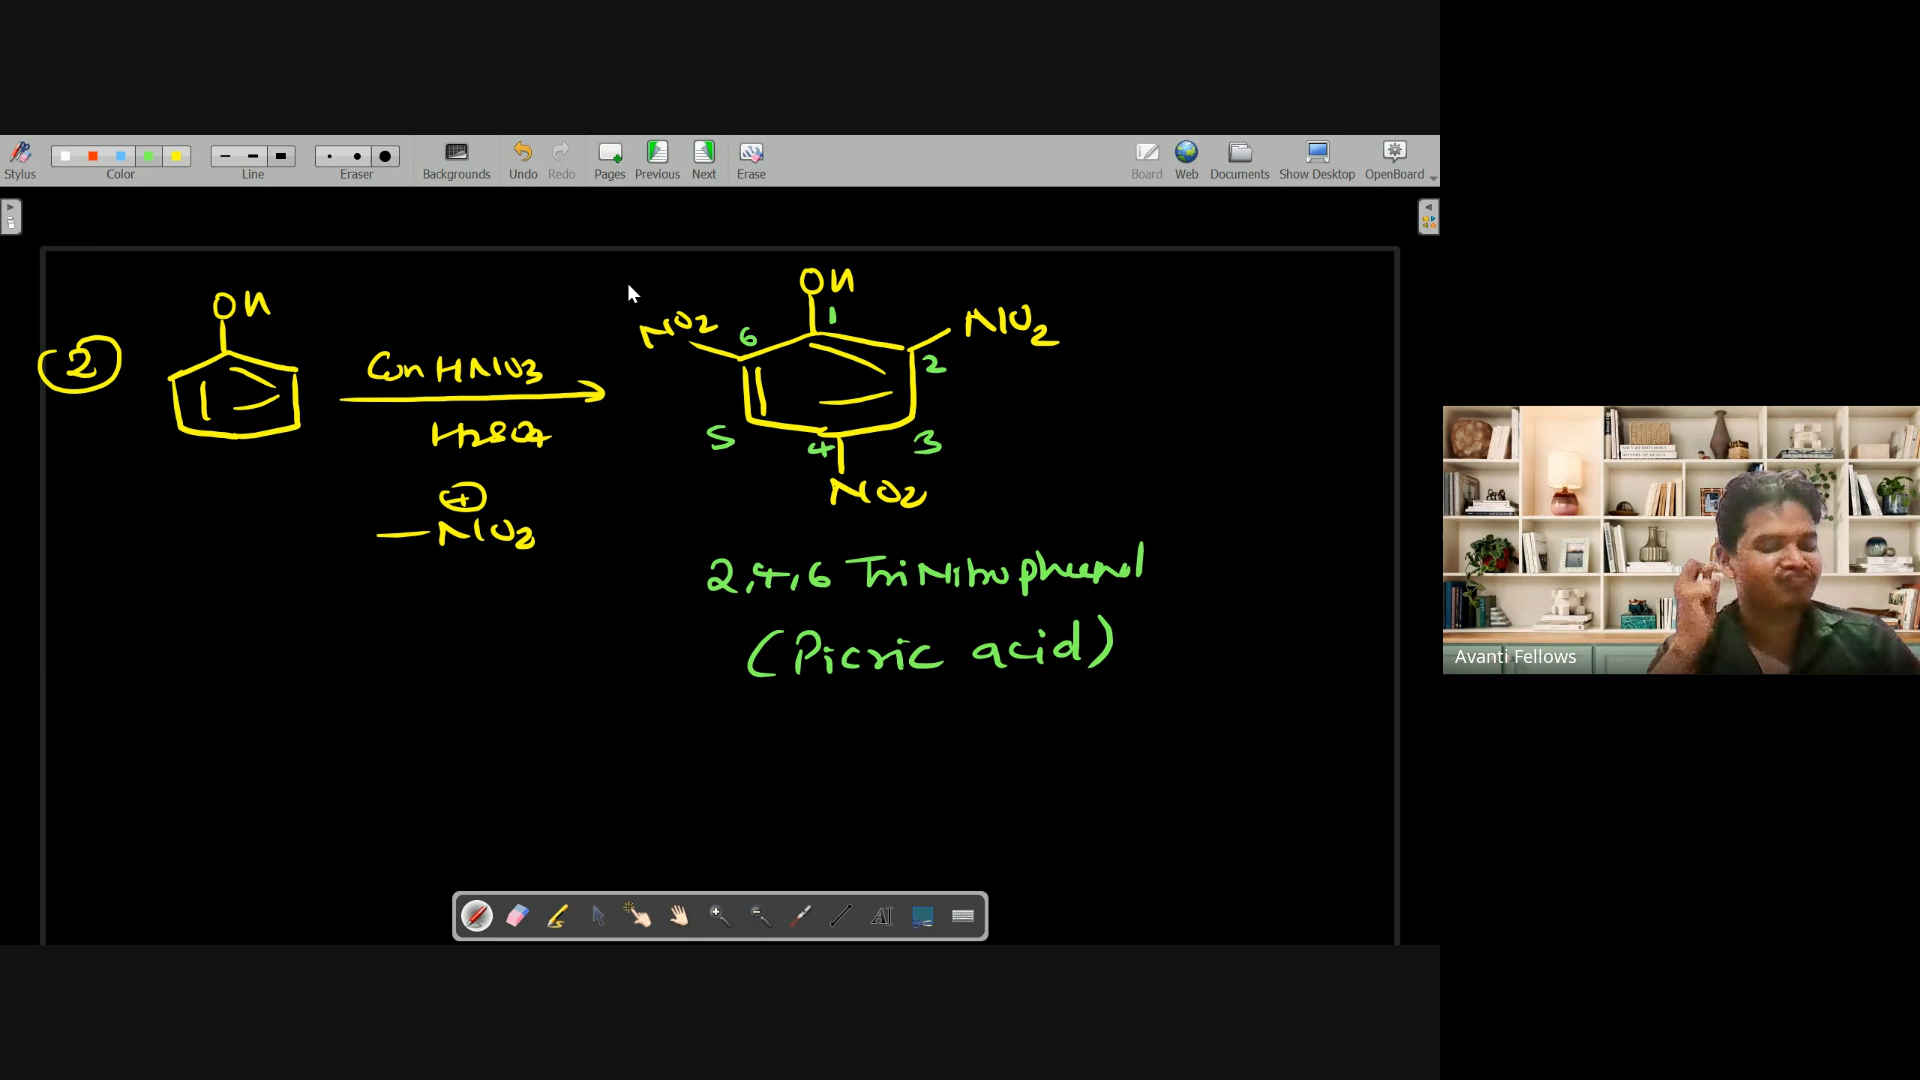 Stylus Color Line Eraser Backgrounds Undo Redo Pages Previous Next Erase Board Web Documents Show Desktop OpenBoard
OH
2
Con HNO3
H2SO4
+
—NO2
OH
NO2
NO2
6
1
2
5
4
3
NO2
2,4,6 TriNitrophenol
(Picric acid)
Avanti Fellows